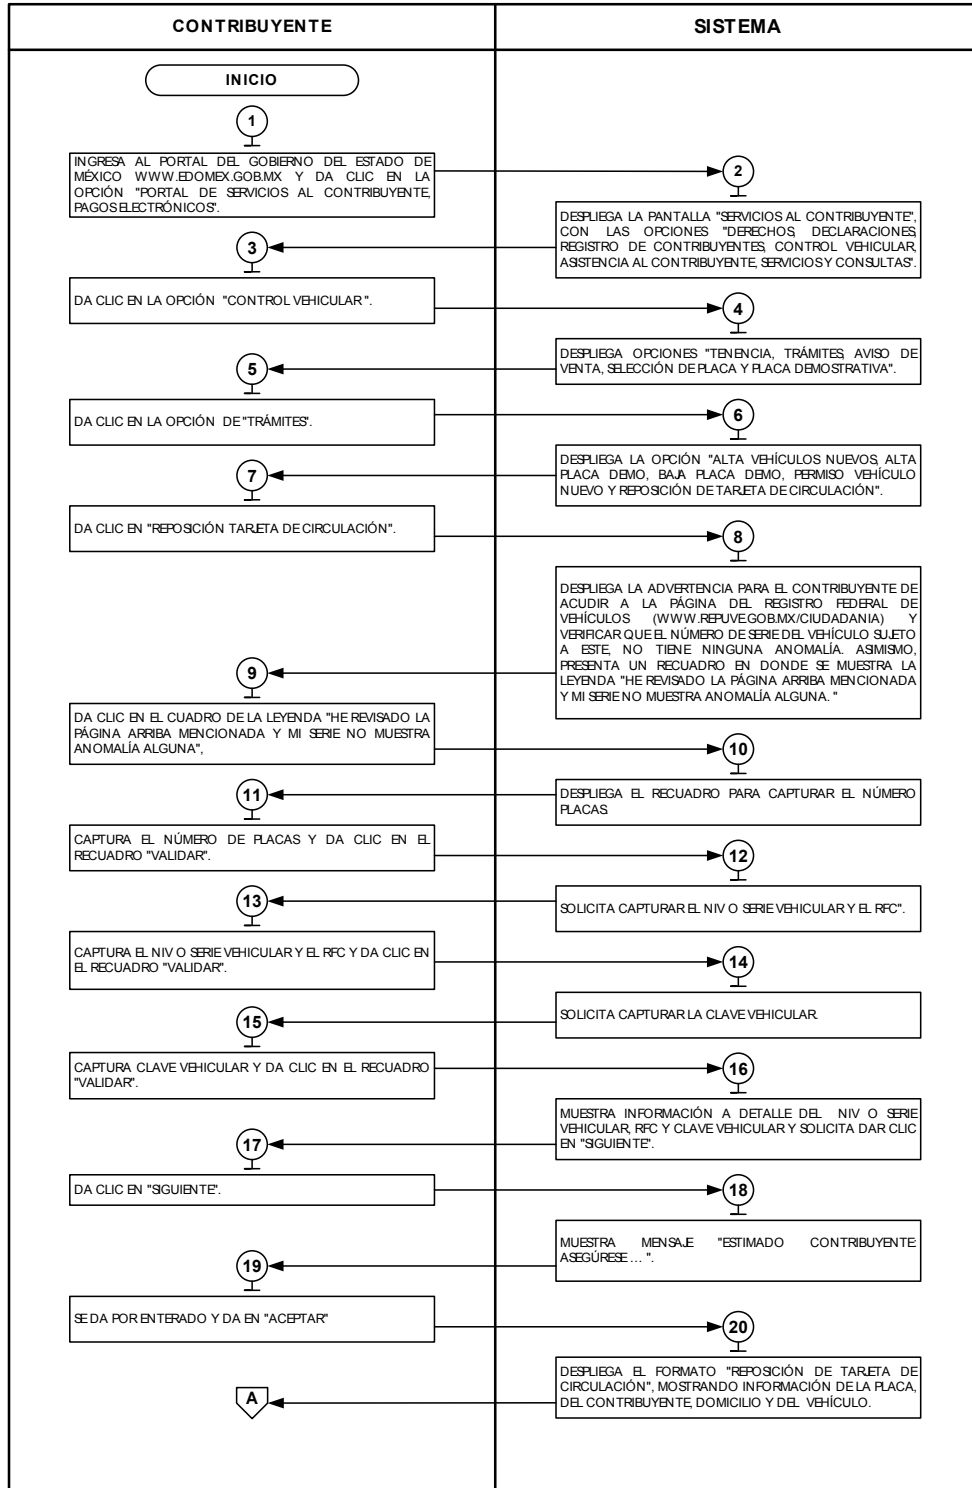 CONTRIBUYENTE
SISTEMA
INICIO
1
INGRESA AL PORTAL DEL GOBIERNO DEL ESTADO DE
MÉXICO WWW.EDOMEX.GOB.MX Y DA CLIC EN LA
OPCIÓN "PORTAL DE SERVICIOS AL CONTRIBUYENTE,
PAGOS ELECTRÓNICOS".
2
DESPLIEGA LA PANTALLA "SERVICIOS AL CONTRIBUYENTE",
CON LAS OPCIONES "DERECHOS, DECLARACIONES,
REGISTRO DE CONTRIBUYENTES, CONTROL VEHICULAR,
ASISTENCIA AL CONTRIBUYENTE, SERVICIOS Y CONSULTAS".
3
DA CLIC EN LA OPCIÓN "CONTROL VEHICULAR ".
4
DESPLIEGA OPCIONES "TENENCIA, TRÁMITES, AVISO DE
VENTA, SELECCIÓN DE PLACA Y PLACA DEMOSTRATIVA".
5
DA CLIC EN LA OPCIÓN DE "TRÁMITES".
6
DESPLIEGA LA OPCIÓN "ALTA VEHÍCULOS NUEVOS, ALTA
PLACA DEMO, BAJA PLACA DEMO, PERMISO VEHÍCULO
NUEVO Y REPOSICIÓN DE TARJETA DE CIRCULACIÓN".
7
DA CLIC EN "REPOSICIÓN TARJETA DE CIRCULACIÓN".
8
DESPLIEGA LA ADVERTENCIA PARA EL CONTRIBUYENTE DE
ACUDIR A LA PÁGINA DEL REGISTRO FEDERAL DE
VEHÍCULOS (WWW.REPUVE.GOB.MX/CIUDADANIA) Y
VERIFICAR QUE EL NÚMERO DE SERIE DEL VEHÍCULO SUJETO
A ESTE, NO TIENE NINGUNA ANOMALÍA. ASIMISMO,
PRESENTA UN RECUADRO EN DONDE SE MUESTRA LA
LEYENDA "HE REVISADO LA PÁGINA ARRIBA MENCIONADA
Y MI SERIE NO MUESTRA ANOMALÍA ALGUNA. "
9
DA CLIC EN EL CUADRO DE LA LEYENDA "HE REVISADO LA
PÁGINA ARRIBA MENCIONADA Y MI SERIE NO MUESTRA
ANOMALÍA ALGUNA",
10
DESPLIEGA EL RECUADRO PARA CAPTURAR EL NÚMERO
PLACAS.
11
CAPTURA EL NÚMERO DE PLACAS Y DA CLIC EN EL
RECUADRO "VALIDAR".
12
SOLICITA CAPTURAR EL NIV O SERIE VEHICULAR Y EL RFC".
13
CAPTURA EL NIV O SERIE VEHICULAR Y EL RFC Y DA CLIC EN
EL RECUADRO "VALIDAR".
14
SOLICITA CAPTURAR LA CLAVE VEHICULAR.
15
CAPTURA CLAVE VEHICULAR Y DA CLIC EN EL RECUADRO
"VALIDAR".
16
MUESTRA INFORMACIÓN A DETALLE DEL NIV O SERIE
VEHICULAR, RFC Y CLAVE VEHICULAR Y SOLICITA DAR CLIC
EN "SIGUIENTE".
17
DA CLIC EN "SIGUIENTE".
18
MUESTRA MENSAJE "ESTIMADO CONTRIBUYENTE:
ASEGÚRESE … ".
19
SE DA POR ENTERADO Y DA EN "ACEPTAR"
20
DESPLIEGA EL FORMATO "REPOSICIÓN DE TARJETA DE
CIRCULACIÓN", MOSTRANDO INFORMACIÓN DE LA PLACA,
DEL CONTRIBUYENTE, DOMICILIO Y DEL VEHÍCULO.
A